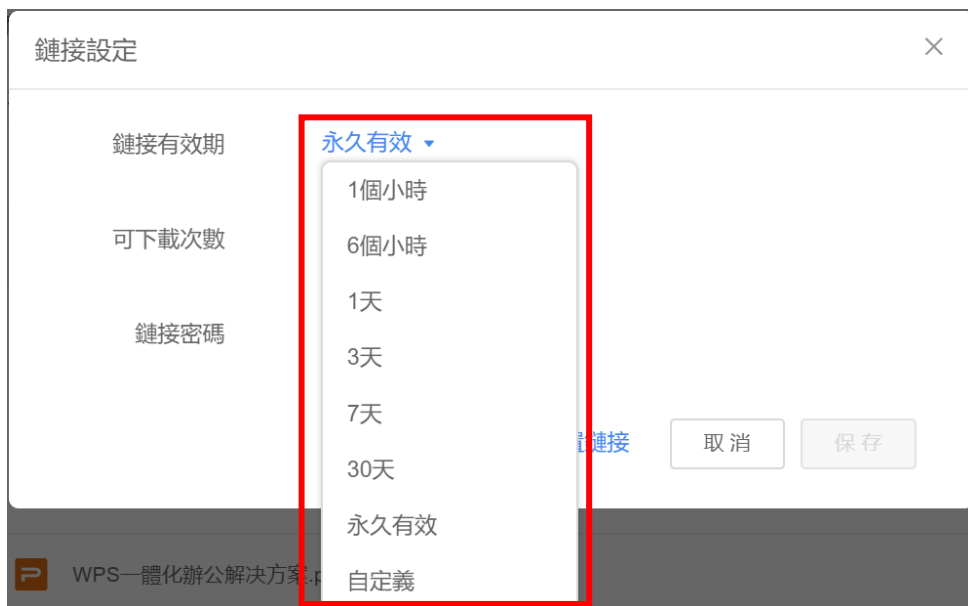 鏈接設定
鏈接有效期
永久有效
1個小時
可下載次數
6個小時
1天
鏈接密碼
3天
7天
鏈接
取消
保存
30天
永久有效
WPS一體化辦公解決方案.p
自定義